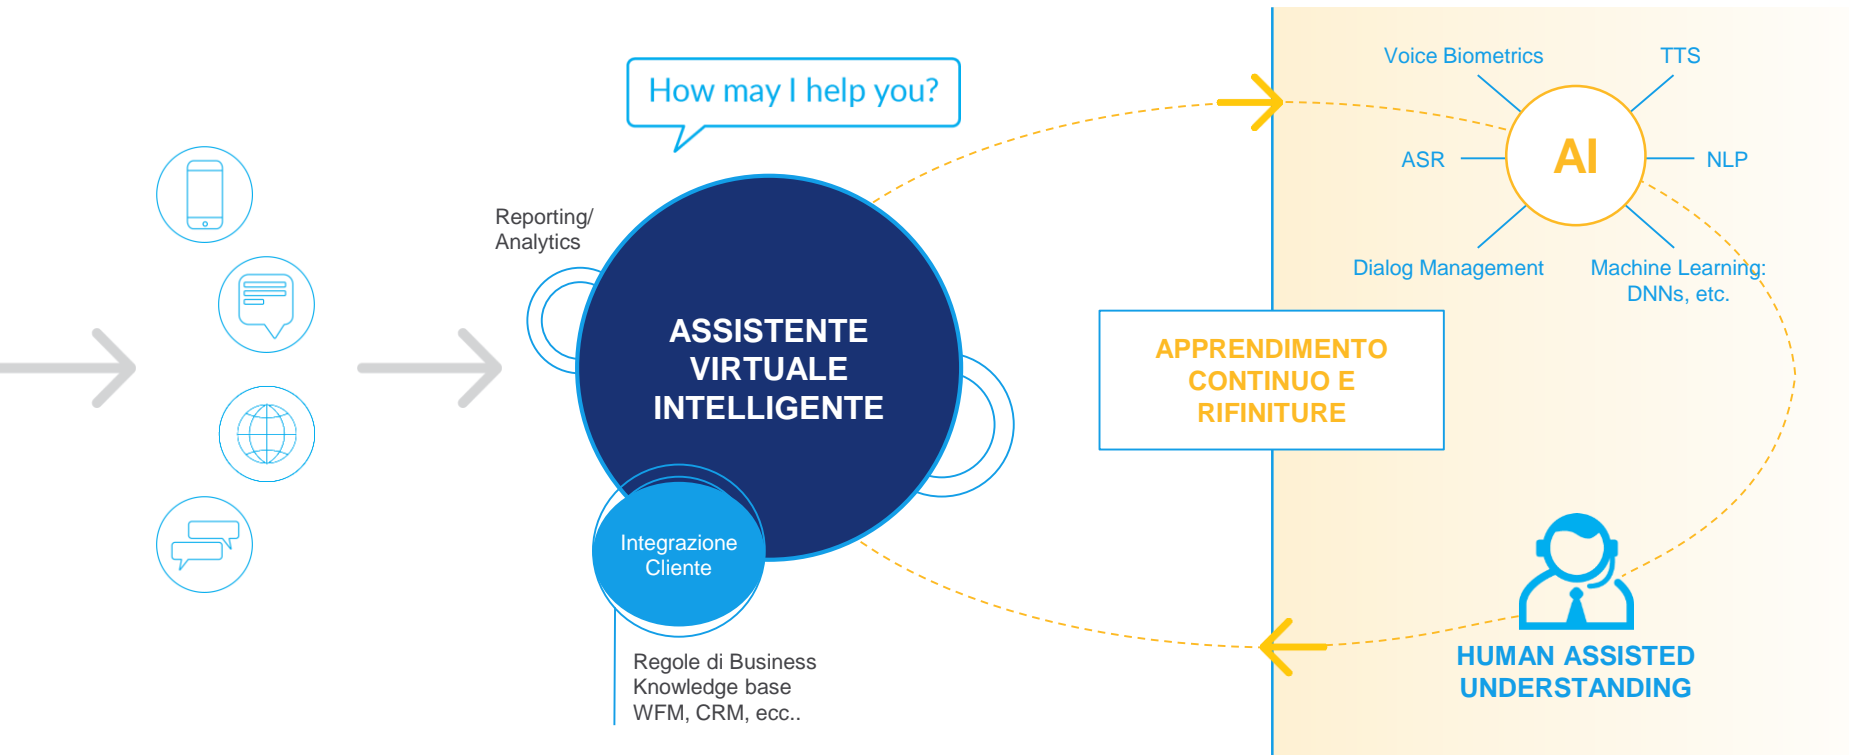 How may I help you?
Reporting/
Analytics
ASSISTENTE
VIRTUALE
INTELLIGENTE
Integrazione
Cliente
Regole di Business
Knowledge base
WFM, CRM, ecc..
APPRENDIMENTO
CONTINUO E
RIFINITURE
Voice Biometrics
TTS
ASR
AI
NLP
Dialog Management
Machine Learning:
DNNs, etc.
HUMAN ASSISTED
UNDERSTANDING